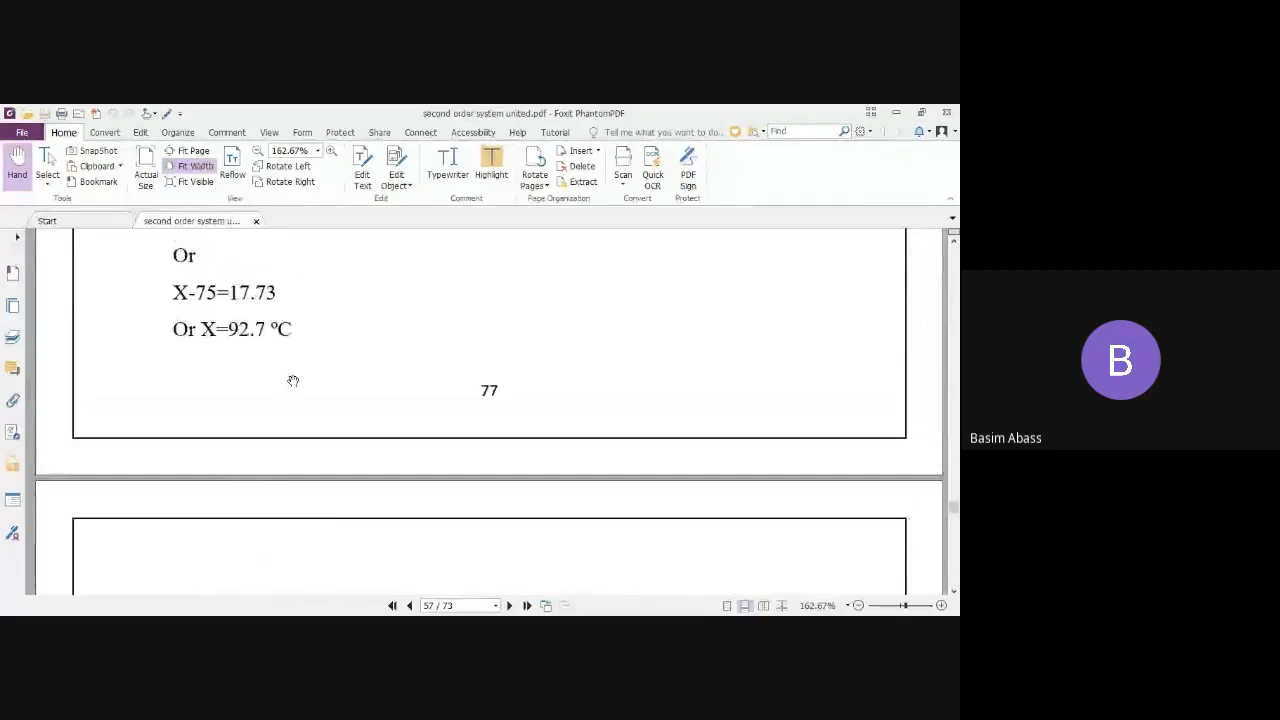 second order system united.pdf - Foxit PhantomPDF
File Home Convert Edit Organize Comment View Form Protect Share Connect Accessibility Help Tutorial Tell me what you want to do.. Find
Hand
Select
SnapShot
Clipboard
Bookmark
Tools
Actual
Size
Fit Page
Fit Width
Fit Visible
Reflow
162.67%
Rotate Left
Rotate Right
View
Edit
Text
Edit
Object
Edit
Typewriter
Highlight
Comment
Rotate
Pages
Insert
Delete
Extract
Page Organization
Scan
Quick
OCR
Convert
PDF
Sign
Protect
Start
second order system u...
Or
X-75=17.73
Or X=92.7 ºC
77
57 / 73
162.67%
B
Basim Abass